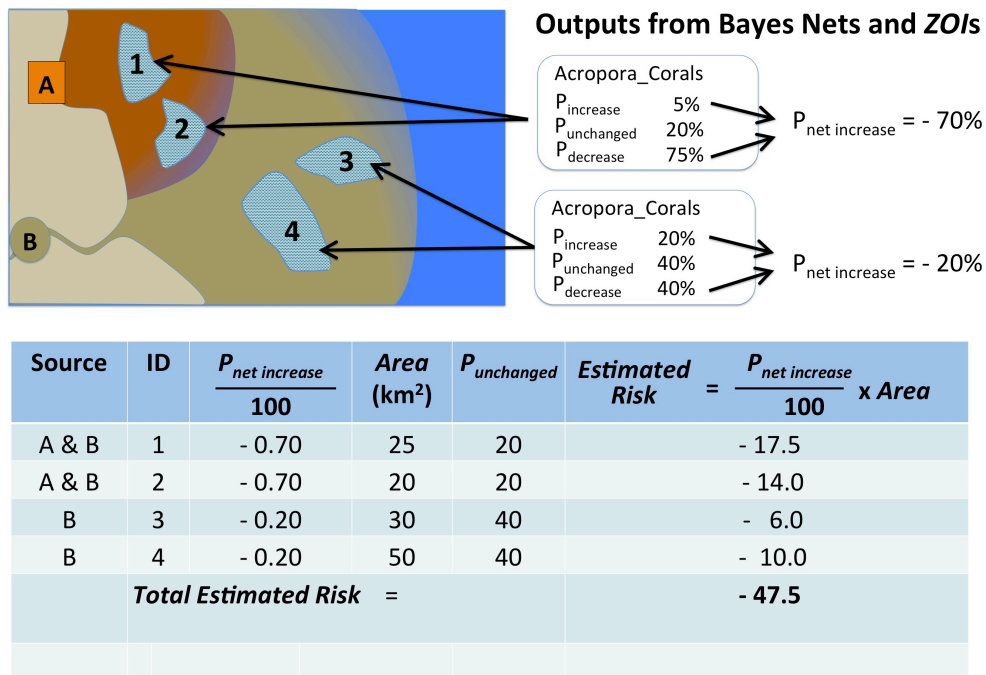 Outputs from Bayes Nets and ZOIs
A
1
2
3
4
B
Acropora_Corals
Pincrease 5%
Punchanged 20%
Pdecrease 75%
Pnet increase = - 70%
Acropora_Corals
Pincrease 20%
Punchanged 40%
Pdecrease 40%
Pnet increase = - 20%
Source ID Pnet increase / 100 Area (km²) Punchanged Estimated Risk = Pnet increase / 100 x Area
A & B 1 - 0.70 25 20 - 17.5
A & B 2 - 0.70 20 20 - 14.0
B 3 - 0.20 30 40 - 6.0
B 4 - 0.20 50 40 - 10.0
Total Estimated Risk = - 47.5